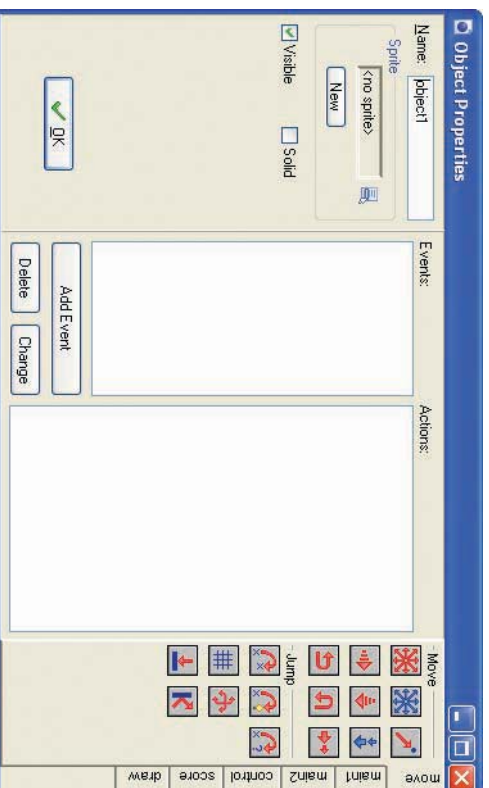 Object Properties
Name: object1
Sprite
<no sprite>
New
Visible
Solid
OK
Events:
Add Event
Delete
Change
Actions:
Move
Jump
move
main1
main2
control
score
draw